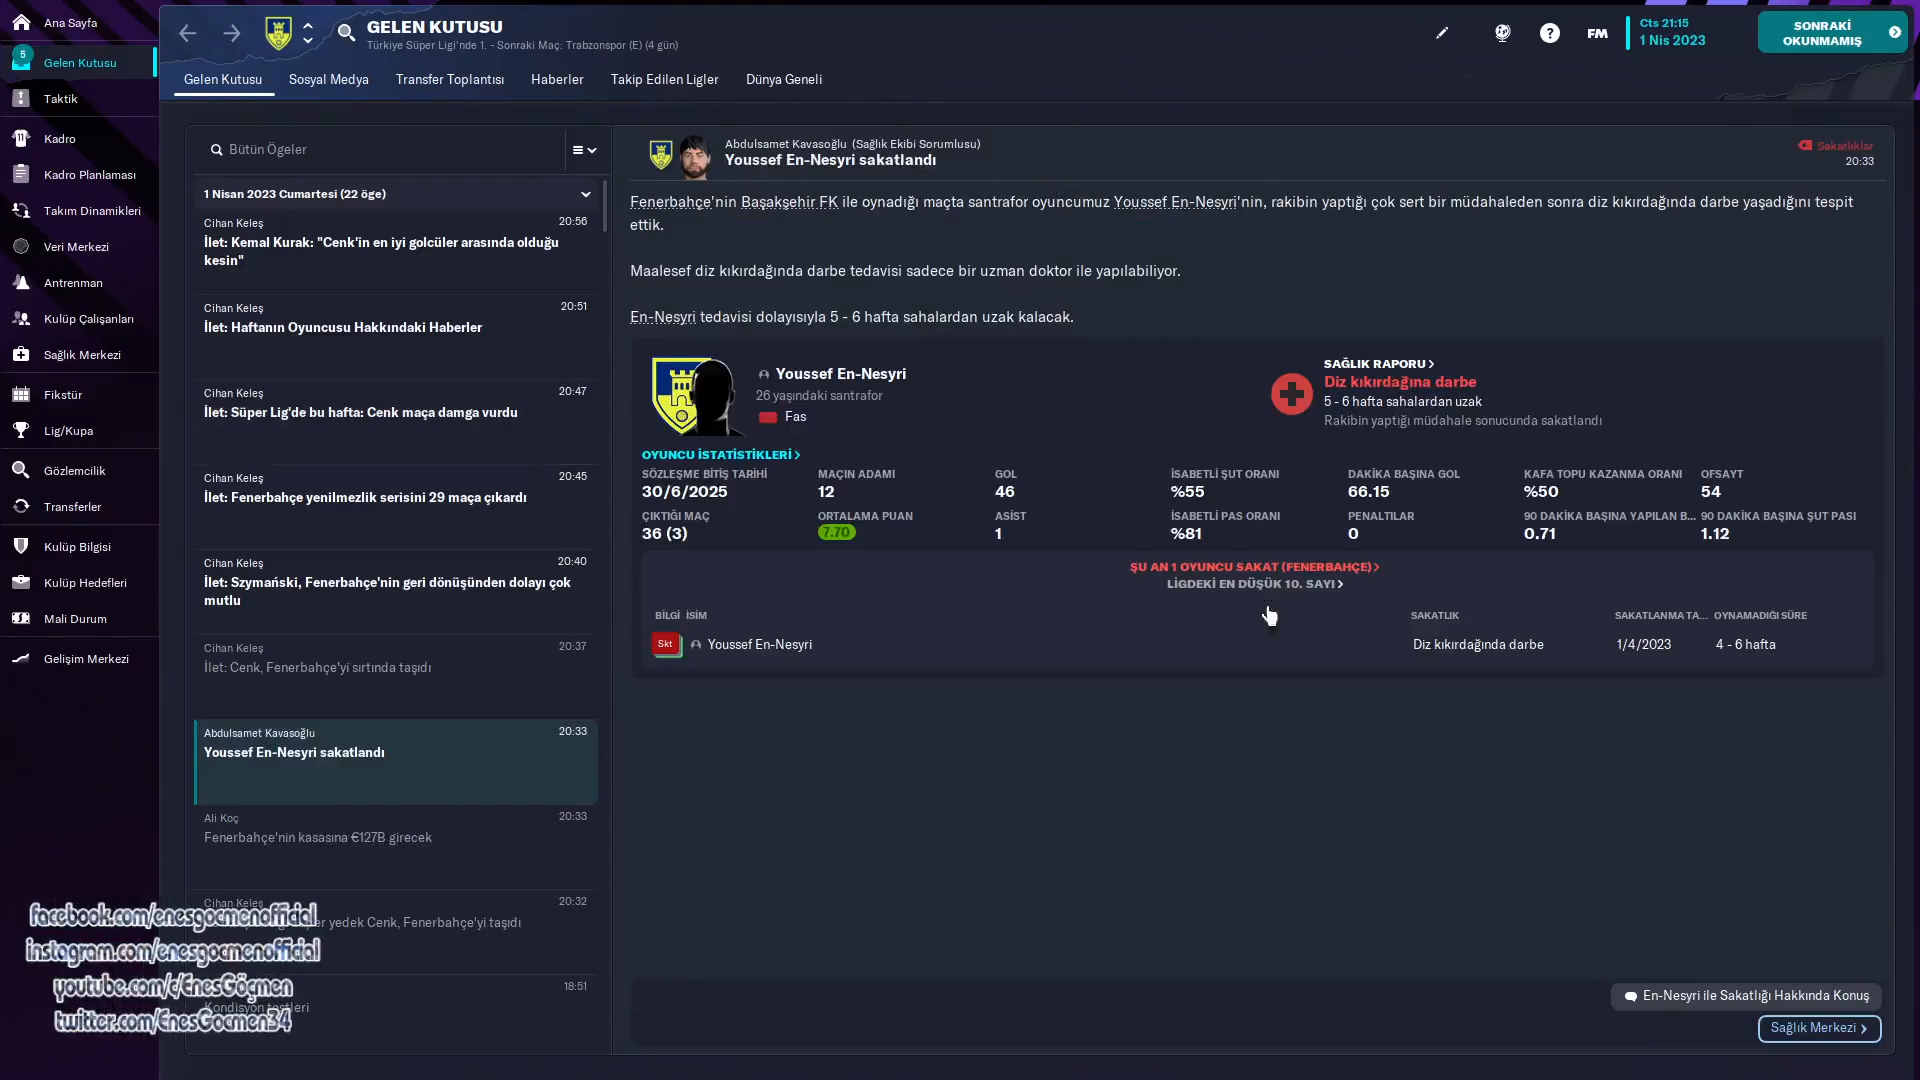 Ana Sayfa
5
Gelen Kutusu
Taktik
Kadro
Kadro Planlaması
Takım Dinamikleri
Veri Merkezi
Antrenman
Kulüp Çalışanları
Sağlık Merkezi
Fikstür
Lig/Kupa
Gözlemcilik
Transferler
Kulüp Bilgisi
Kulüp Hedefleri
Mali Durum
Gelişim Merkezi
GELEN KUTUSU
Türkiye Süper Ligi'nde 1. - Sonraki Maç: Trabzonspor (E) (4 gün)
FM
Cts 21:15
1 Nis 2023
SONRAKİ
OKUNMAMIŞ
Gelen Kutusu Sosyal Medya Transfer Toplantısı Haberler Takip Edilen Ligler Dünya Geneli
Bütün Ögeler
1 Nisan 2023 Cumartesi (22 öge)
Cihan Keleş 20:56
İlet: Kemal Kurak: "Cenk'in en iyi golcüler arasında olduğu
kesin"
Cihan Keleş 20:51
İlet: Haftanın Oyuncusu Hakkındaki Haberler
Cihan Keleş 20:47
İlet: Süper Lig'de bu hafta: Cenk maça damga vurdu
Cihan Keleş 20:45
İlet: Fenerbahçe yenilmezlik serisini 29 maça çıkardı
Cihan Keleş 20:40
İlet: Szymański, Fenerbahçe'nin geri dönüşünden dolayı çok
mutlu
Cihan Keleş 20:37
İlet: Cenk, Fenerbahçe'yi sırtında taşıdı
Abdulsamet Kavasoğlu 20:33
Youssef En-Nesyri sakatlandı
Ali Koç 20:33
Fenerbahçe'nin kasasına €127B girecek
Cihan Keleş 20:32
yedek Cenk, Fenerbahçe'yi taşıdı
18:51
Kondisyon testleri
facebook.com/enesgocmenofficial
instagram.com/enesgocmenofficial
youtube.com/c/EnesGöçmen
twitter.com/EnesGocmen34
Abdulsamet Kavasoğlu (Sağlık Ekibi Sorumlusu)
Youssef En-Nesyri sakatlandı
Sakatlıklar
20:33
Fenerbahçe'nin Başakşehir FK ile oynadığı maçta santrafor oyuncumuz Youssef En-Nesyri'nin, rakibin yaptığı çok sert bir müdahaleden sonra diz kıkırdağında darbe yaşadığını tespit
ettik.
Maalesef diz kıkırdağında darbe tedavisi sadece bir uzman doktor ile yapılabiliyor.
En-Nesyri tedavisi dolayısıyla 5 - 6 hafta sahalardan uzak kalacak.
Youssef En-Nesyri
26 yaşındaki santrafor
Fas
SAĞLIK RAPORU
Diz kıkırdağına darbe
5 - 6 hafta sahalardan uzak
Rakibin yaptığı müdahale sonucunda sakatlandı
OYUNCU İSTATİSTİKLERİ
SÖZLEŞME BİTİŞ TARİHİ MAÇIN ADAMI GOL İSABETLİ ŞUT ORANI DAKİKA BAŞINA GOL KAFA TOPU KAZANMA ORANI OFSAYT
30/6/2025 12 46 %55 66.15 %50 54
ÇIKTIĞI MAÇ ORTALAMA PUAN ASİST İSABETLİ PAS ORANI PENALTILAR 90 DAKİKA BAŞINA YAPILAN B... 90 DAKİKA BAŞINA ŞUT PASI
36 (3) 7.70 1 %81 0 0.71 1.12
ŞU AN 1 OYUNCU SAKAT (FENERBAHÇE)
LİGDEKİ EN DÜŞÜK 10. SAYI
BİLGİ İSİM SAKATLIK SAKATLANMA TA... OYNAMADIĞI SÜRE
Skt Youssef En-Nesyri Diz kıkırdağında darbe 1/4/2023 4 - 6 hafta
En-Nesyri ile Sakatlığı Hakkında Konuş
Sağlık Merkezi